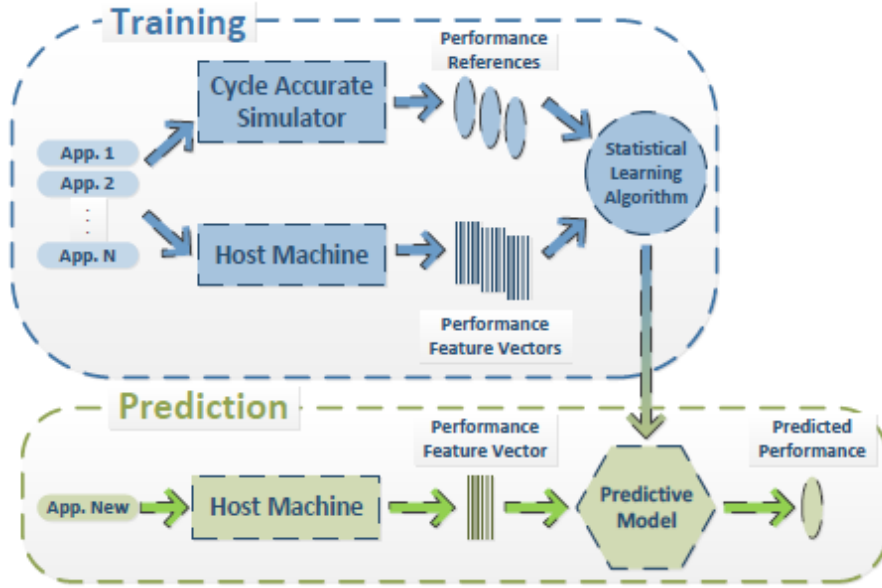 Training
Performance
References
Cycle Accurate
Simulator
App. 1
App. 2
App. N
Statistical
Learning
Algorithm
Host Machine
Performance
Feature Vectors
Prediction
Performance
Feature Vector
Predicted
Performance
App. New
Host Machine
Predictive
Model